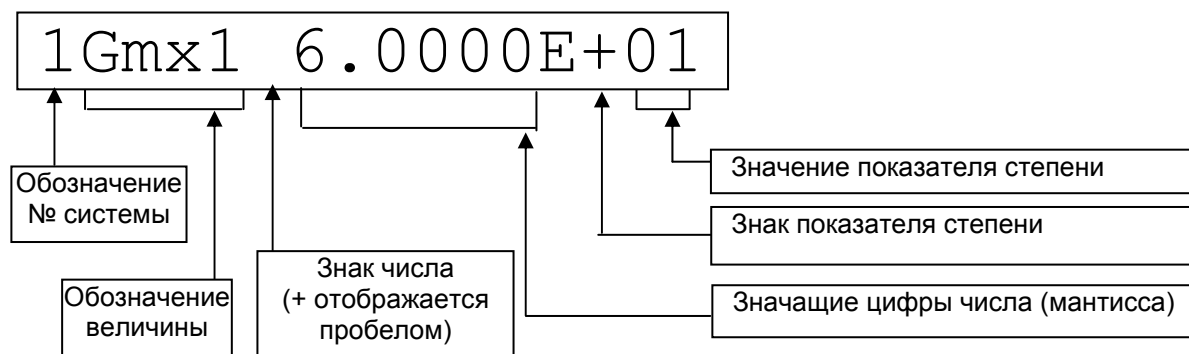 1Gmx1 6.0000E+01
Обозначение
№ системы
Обозначение
величины
Знак числа
(+ отображается
пробелом)
Значение показателя степени
Знак показателя степени
Значащие цифры числа (мантисса)